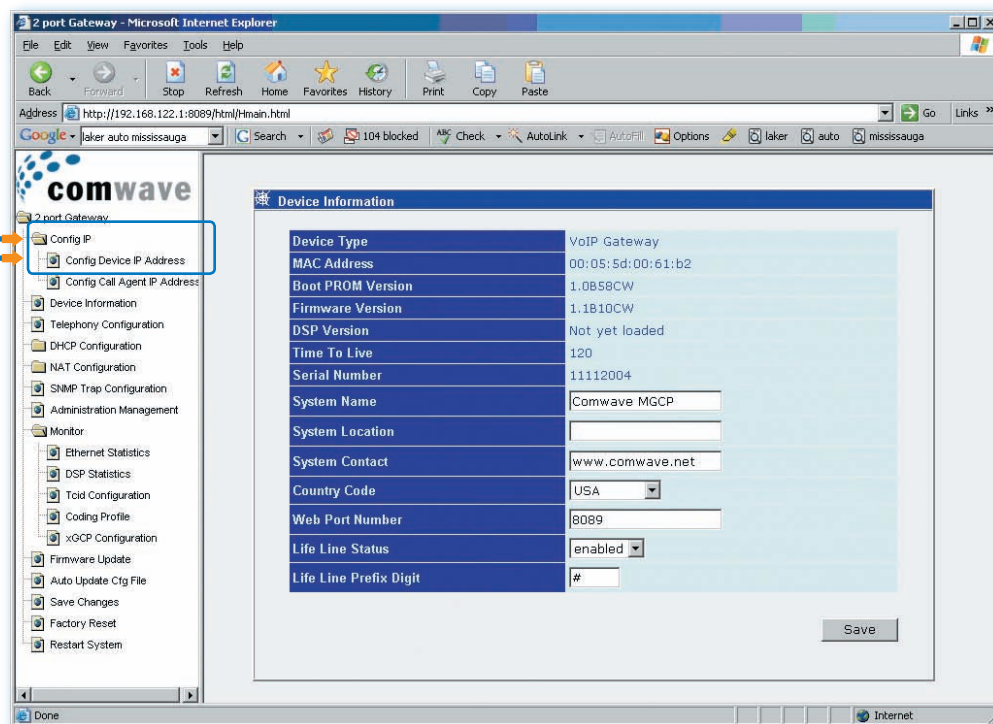 2 port Gateway - Microsoft Internet Explorer
File Edit View Favorites Tools Help
Back Forward Stop Refresh Home Favorites History Print Copy Paste
Address http://192.168.122.1:8089/html/Hmain.html Go Links »
Google laker auto mississauga Search 104 blocked ABC Check AutoLink AutoFill Options laker auto mississauga
comwave
2 port Gateway
Config IP
Config Device IP Address
Config Call Agent IP Address
Device Information
Telephony Configuration
DHCP Configuration
NAT Configuration
SNMP Trap Configuration
Administration Management
Monitor
Ethernet Statistics
DSP Statistics
Tcid Configuration
Coding Profile
xGCP Configuration
Firmware Update
Auto Update Cfg File
Save Changes
Factory Reset
Restart System
Device Information
Device Type VoIP Gateway
MAC Address 00:05:5d:00:61:b2
Boot PROM Version 1.0B58CW
Firmware Version 1.1B10CW
DSP Version Not yet loaded
Time To Live 120
Serial Number 11112004
System Name Comwave MGCP
System Location
System Contact www.comwave.net
Country Code USA
Web Port Number 8089
Life Line Status enabled
Life Line Prefix Digit #
Save
Done Internet